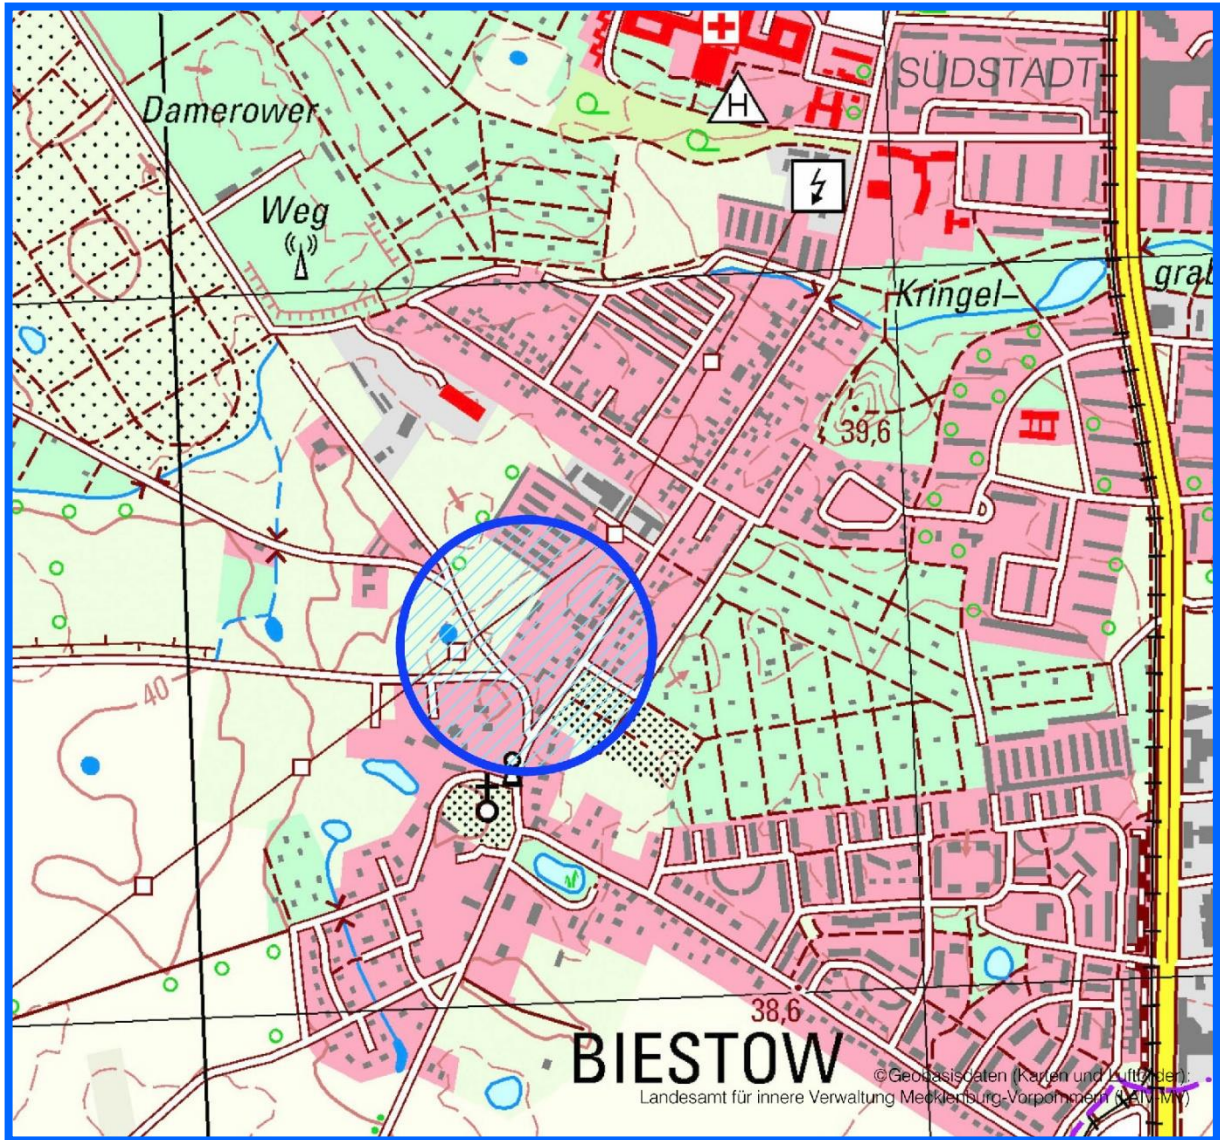 SÜDSTADT
Damerower
H
Weg
Kringel–
grab
39,6
40
38,6
BIESTOW
©Geobasisdaten (Karten und Luftbilder):
Landesamt für innere Verwaltung Mecklenburg-Vorpommern (LAiV-MV)